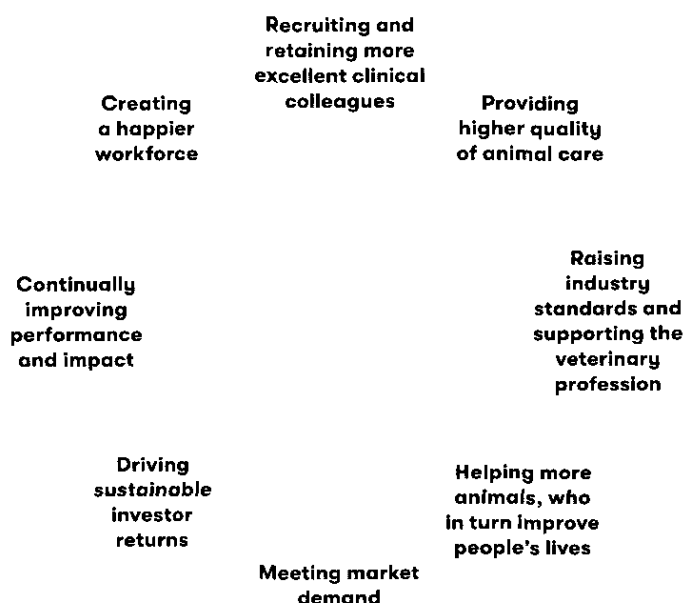 Recruiting and
retaining more
excellent clinical
colleagues
Providing
higher quality
of animal care
Raising
industry
standards and
supporting the
veterinary
profession
Helping more
animals, who
in turn improve
people's lives
Meeting market
demand
Driving
sustainable
investor
returns
Continually
improving
performance
and impact
Creating
a happier
workforce